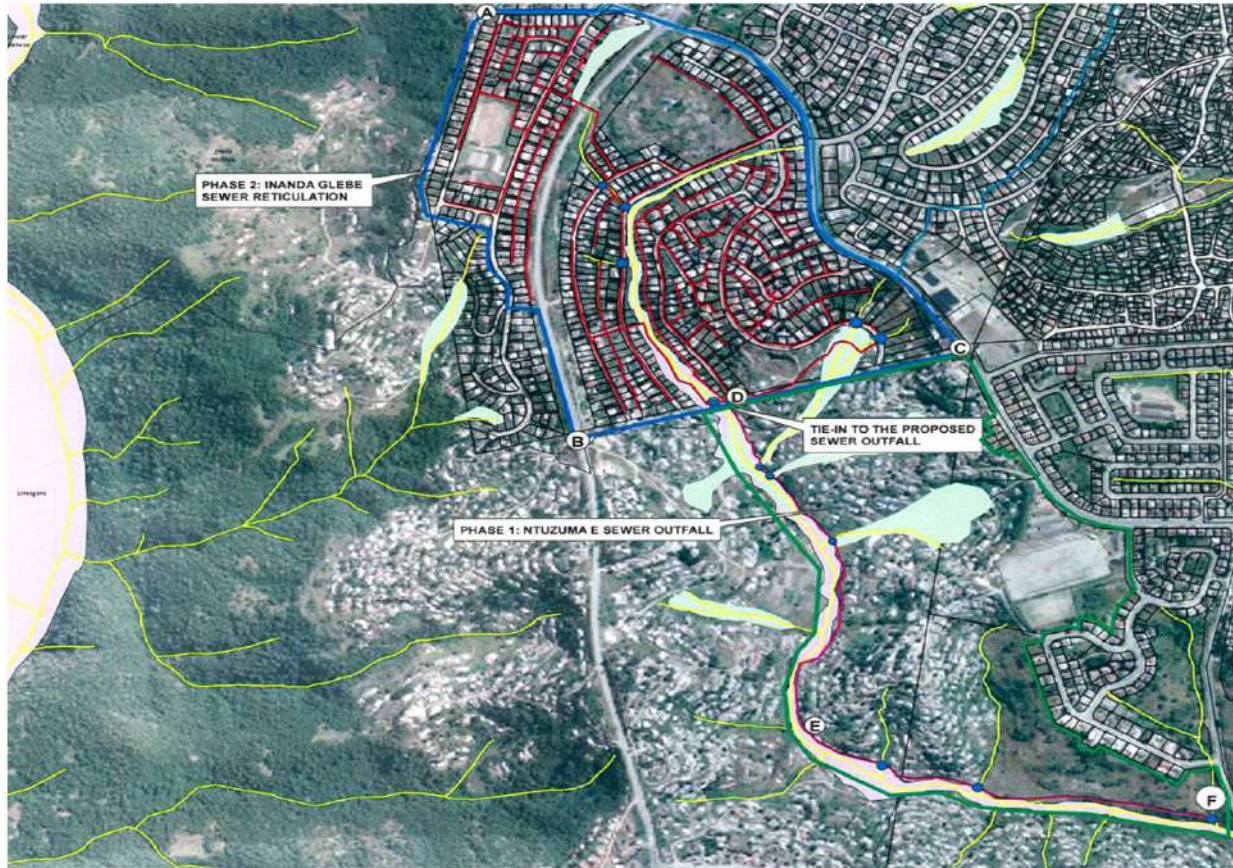 A
PHASE 2: INANDA GLEBE
SEWER RETICULATION
C
D
TIE-IN TO THE PROPOSED
SEWER OUTFALL
B
PHASE 1: NTUZUMA E SEWER OUTFALL
E
F